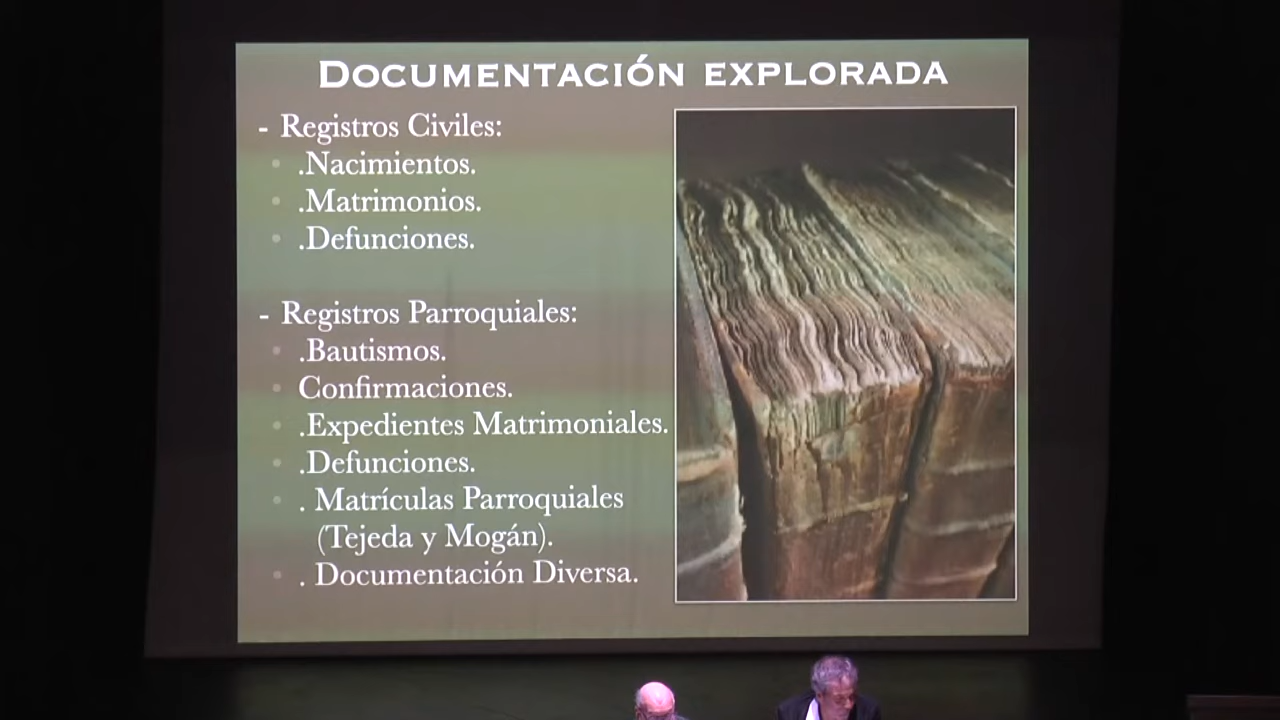 DOCUMENTACIÓN EXPLORADA
- Registros Civiles:
.Nacimientos.
.Matrimonios.
.Defunciones.
- Registros Parroquiales:
.Bautismos.
Confirmaciones.
.Expedientes Matrimoniales.
.Defunciones.
. Matrículas Parroquiales
(Tejeda y Mogán).
. Documentación Diversa.